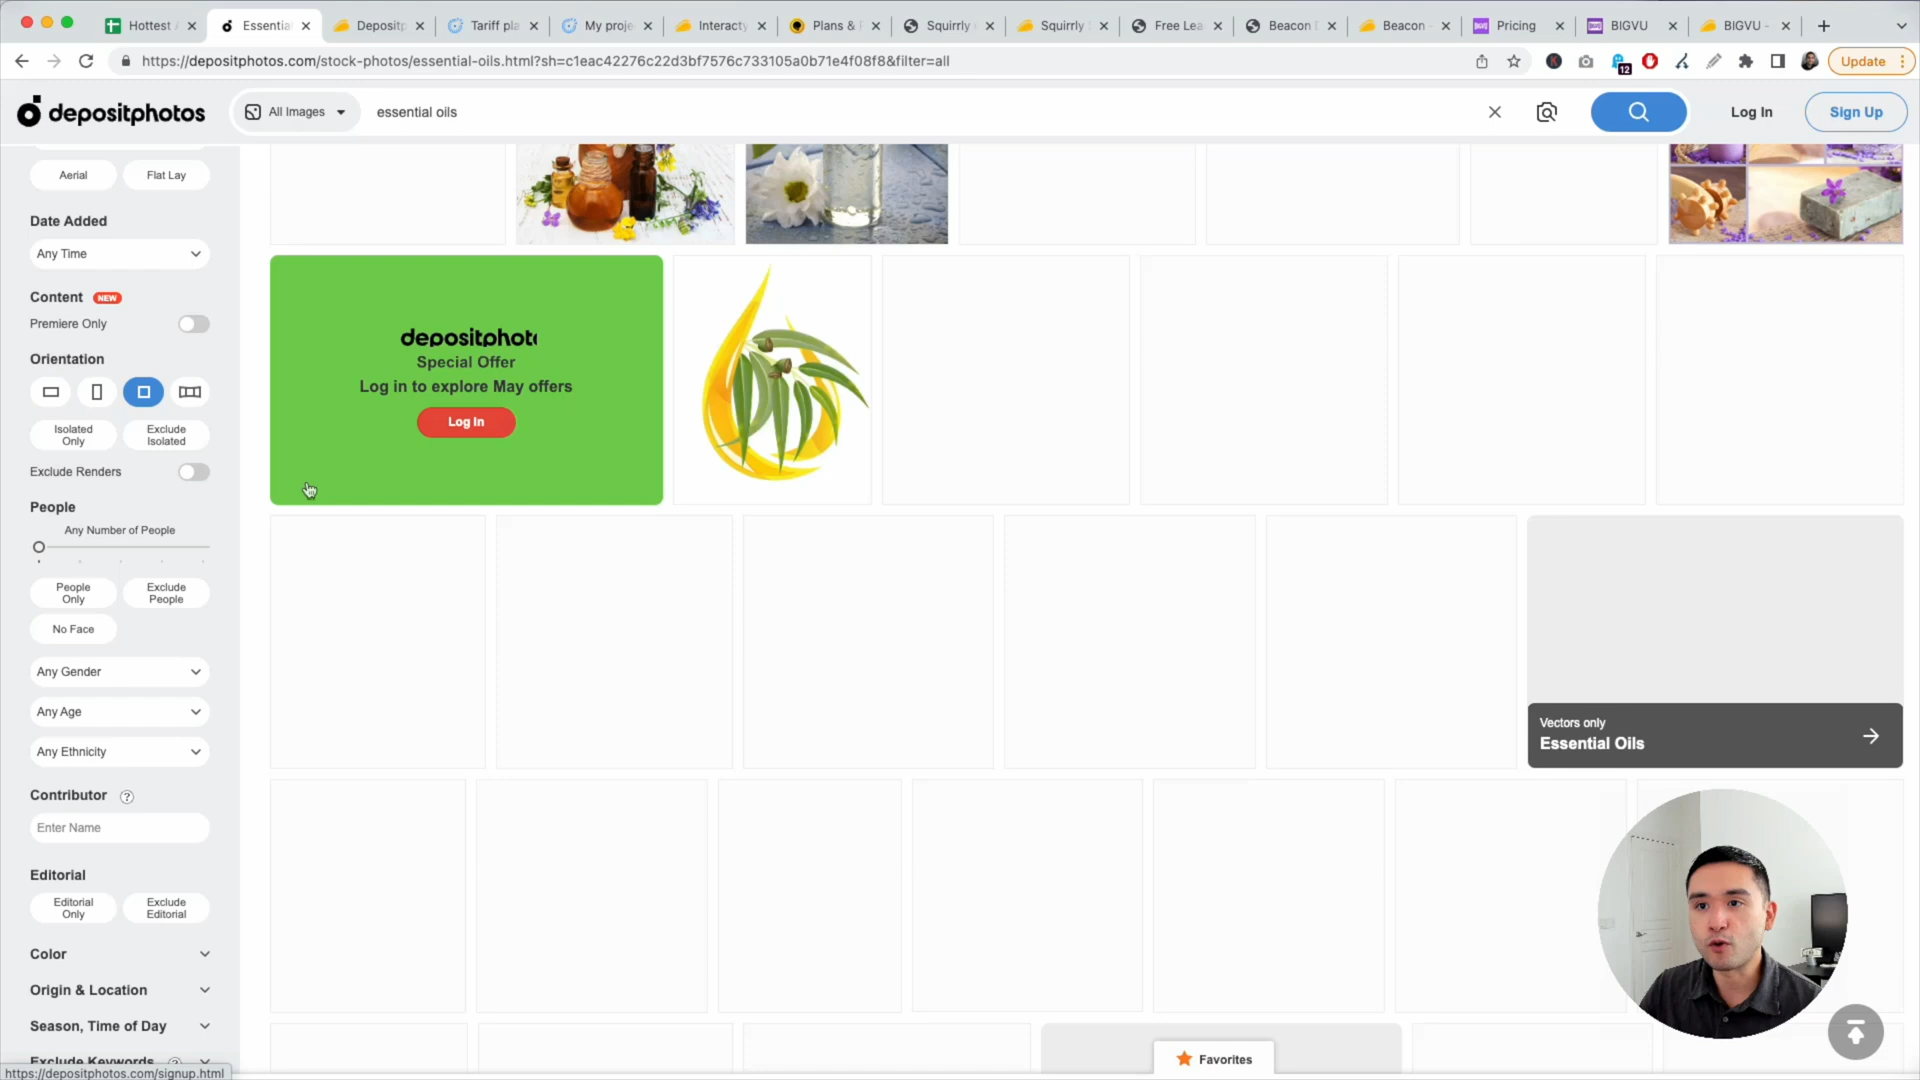 Hottest
Essentia
Depositp
Tariff pla
My proje
Interacty
Plans &
Squirrly
Squirrly
Free Lea
Beacon
Beacon
Pricing
BIGVU
BIGVU -
https://depositphotos.com/stock-photos/essential-oils.html?sh=c1eac42276c22d3bf7576c733105a0b71e4f08f8&filter=all
12
Update
depositphotos
All Images
essential oils
Log In
Sign Up
Aerial
Flat Lay
Date Added
Any Time
Content NEW
Premiere Only
Orientation
Isolated
Only
Exclude
Isolated
Exclude Renders
People
Any Number of People
People
Only
Exclude
People
No Face
Any Gender
Any Age
Any Ethnicity
Contributor ?
Enter Name
Editorial
Editorial
Only
Exclude
Editorial
Color
Origin & Location
Season, Time of Day
Exclude Keywords ?
https://depositphotos.com/signup.html
depositphoto
Special Offer
Log in to explore May offers
Log In
Vectors only
Essential Oils
Favorites